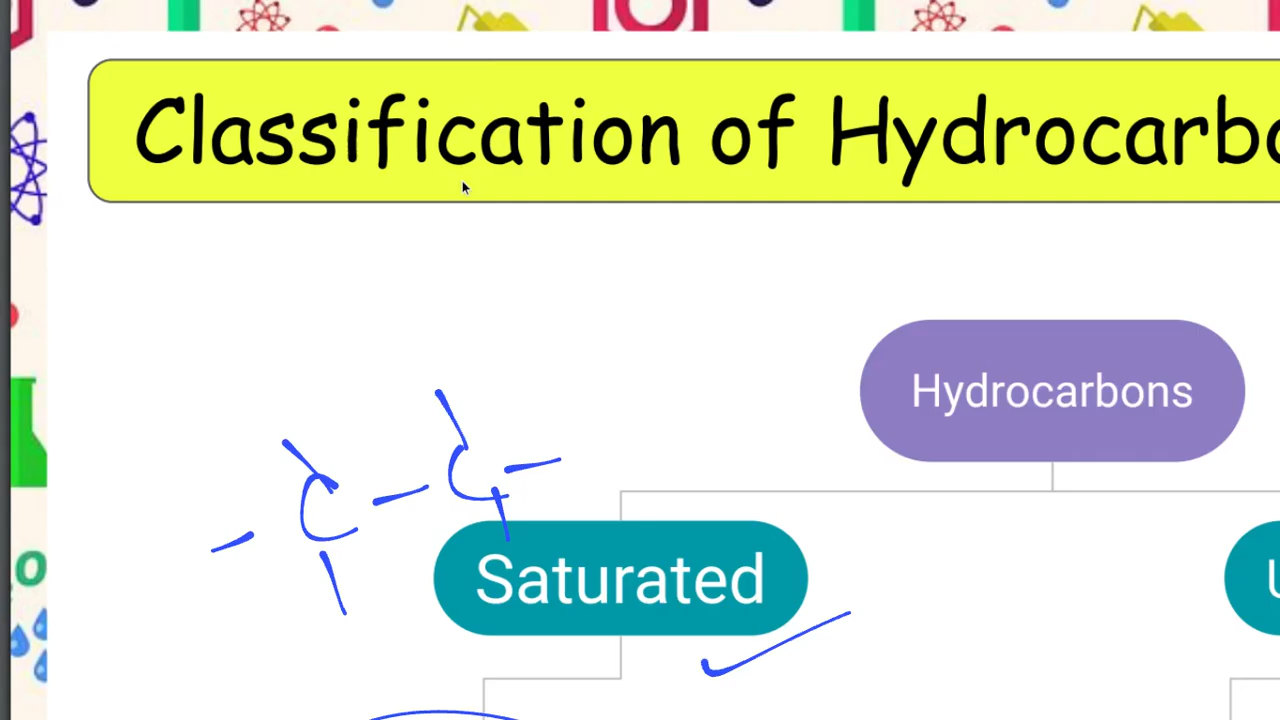 Classification of Hydrocarbo
Hydrocarbons
C - C
Saturated
U